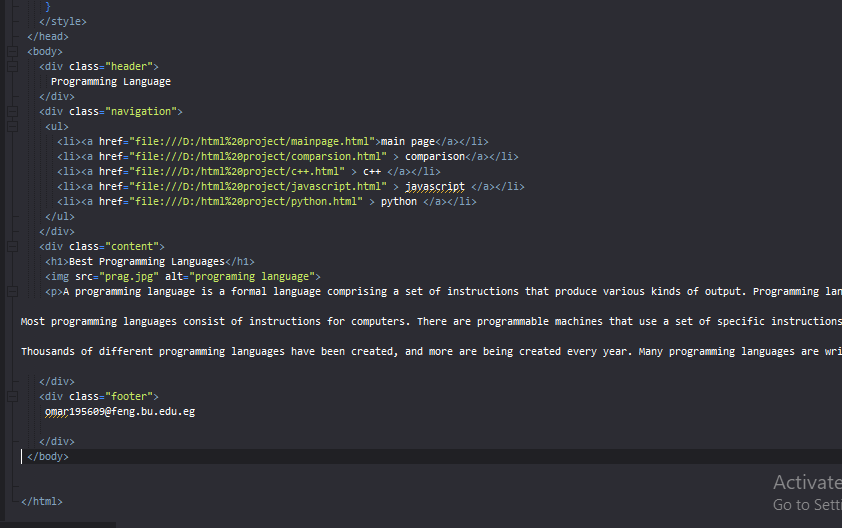 }
</style>
</head>
<body>
<div class="header">
Programming Language
</div>
<div class="navigation">
<ul>
<li><a href="file:///D:/html%20project/mainpage.html">main page</a></li>
<li><a href="file:///D:/html%20project/comparsion.html" > comparison</a></li>
<li><a href="file:///D:/html%20project/c++.html" > c++ </a></li>
<li><a href="file:///D:/html%20project/javascript.html" > jayascript </a></li>
<li><a href="file:///D:/html%20project/python.html" > python </a></li>
</ul>
</div>
<div class="content">
<h1>Best Programming Languages</h1>
<img src="prag.jpg" alt="programing language">
<p>A programming language is a formal language comprising a set of instructions that produce various kinds of output. Programming lan
Most programming languages consist of instructions for computers. There are programmable machines that use a set of specific instructions
Thousands of different programming languages have been created, and more are being created every year. Many programming languages are wri
</div>
<div class="footer">
omar195609@feng.bu.edu.eg
</div>
</body>
Activate
Go to Setti
</html>